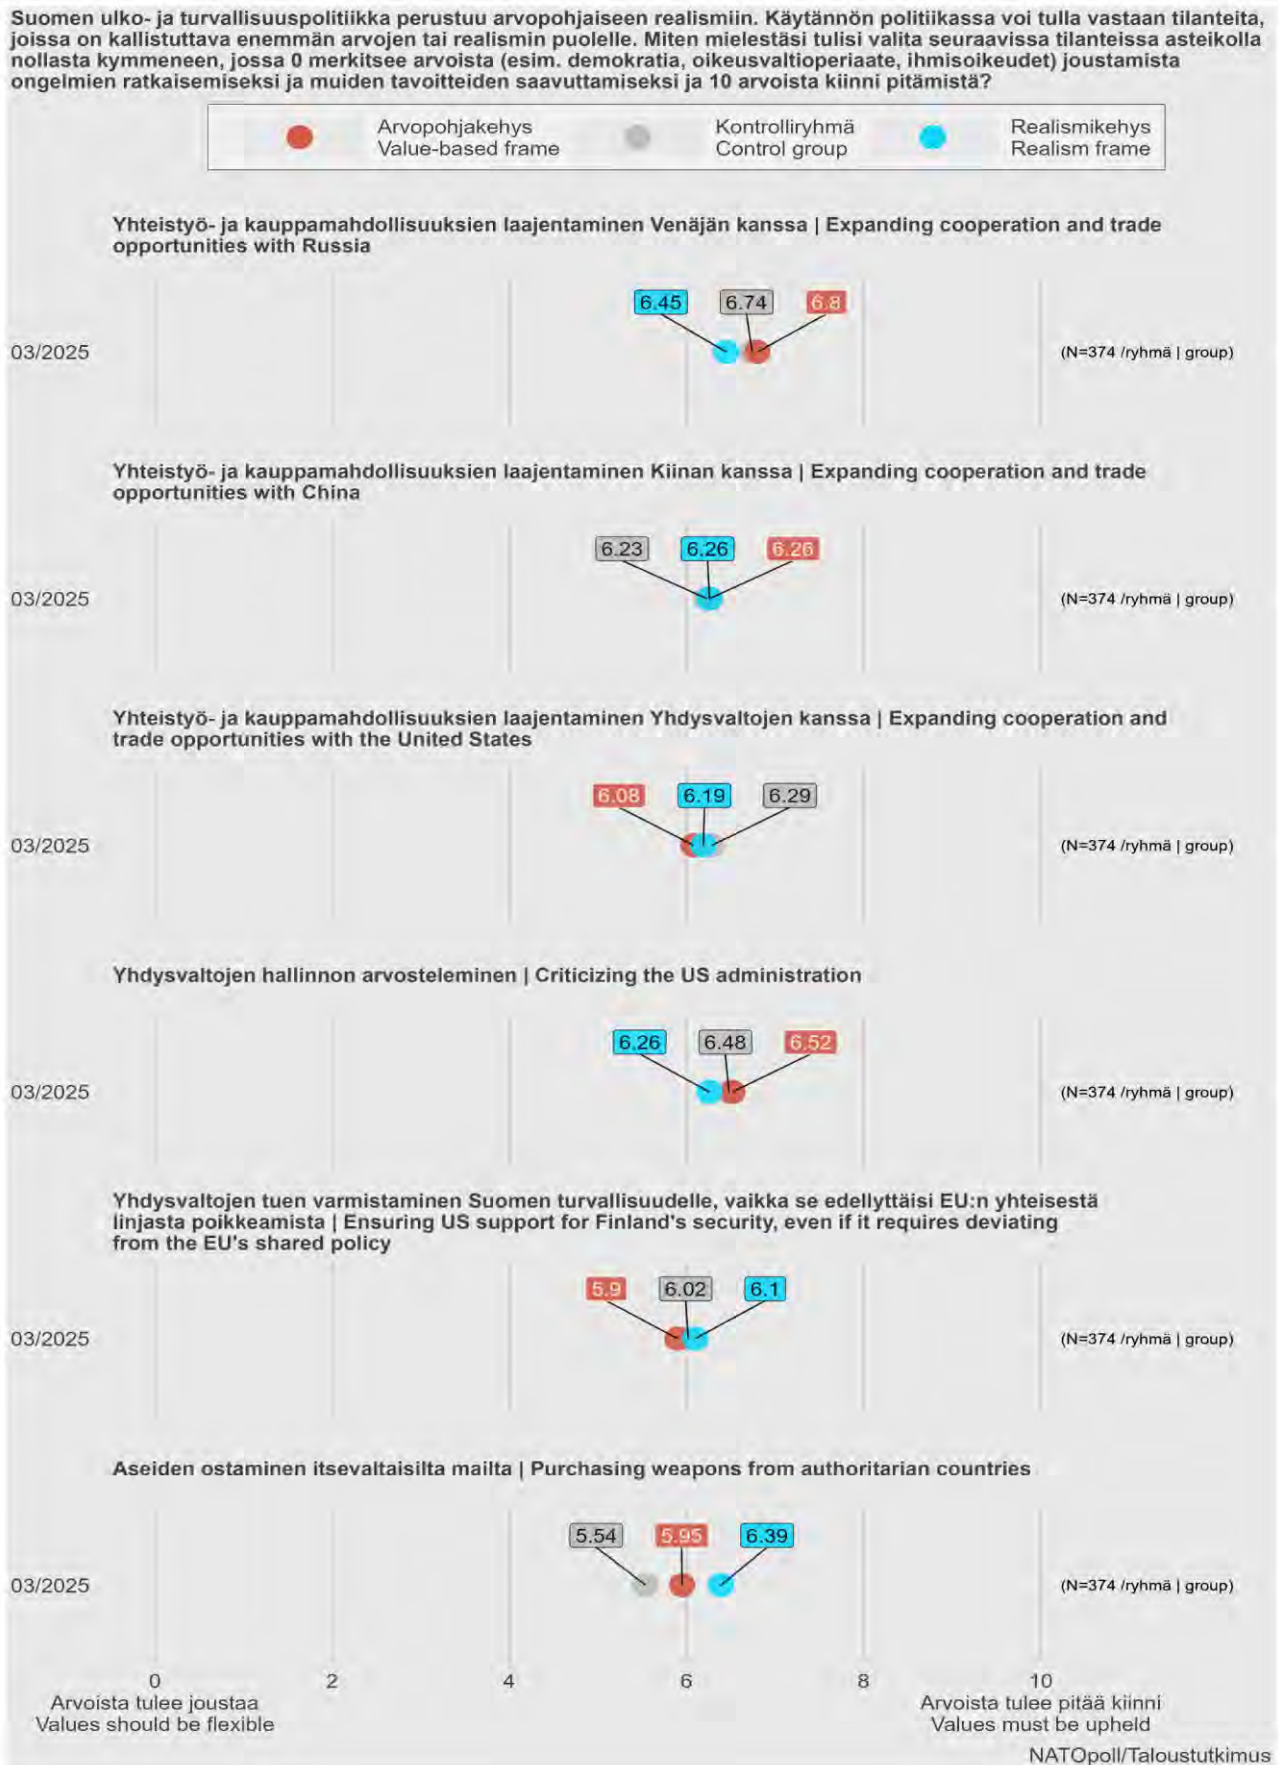 Suomen ulko- ja turvallisuuspolitiikka perustuu arvopohjaiseen realismiin. Käytännön politiikassa voi tulla vastaan tilanteita,
joissa on kallistuttava enemmän arvojen tai realismin puolelle. Miten mielestäsi tulisi valita seuraavissa tilanteissa asteikolla
nollasta kymmeneen, jossa 0 merkitsee arvoista (esim. demokratia, oikeusvaltioperiaate, ihmisoikeudet) joustamista
ongelmien ratkaisemiseksi ja muiden tavoitteiden saavuttamiseksi ja 10 arvoista kiinni pitämistä?
Arvopohjakehys
Value-based frame
Kontrolliryhmä
Control group
Realismikehys
Realism frame
Yhteistyö- ja kauppamahdollisuuksien laajentaminen Venäjän kanssa | Expanding cooperation and trade
opportunities with Russia
6.45 6.74 6.8
03/2025 (N=374 /ryhmä | group)
Yhteistyö- ja kauppamahdollisuuksien laajentaminen Kiinan kanssa | Expanding cooperation and trade
opportunities with China
6.23 6.26 6.26
03/2025 (N=374 /ryhmä | group)
Yhteistyö- ja kauppamahdollisuuksien laajentaminen Yhdysvaltojen kanssa | Expanding cooperation and
trade opportunities with the United States
6.08 6.19 6.29
03/2025 (N=374 /ryhmä | group)
Yhdysvaltojen hallinnon arvosteleminen | Criticizing the US administration
6.26 6.48 6.52
03/2025 (N=374 /ryhmä | group)
Yhdysvaltojen tuen varmistaminen Suomen turvallisuudelle, vaikka se edellyttäisi EU:n yhteisestä
linjasta poikkeamista | Ensuring US support for Finland's security, even if it requires deviating
from the EU's shared policy
5.9 6.02 6.1
03/2025 (N=374 /ryhmä | group)
Aseiden ostaminen itsevaltaisilta mailta | Purchasing weapons from authoritarian countries
5.54 5.95 6.39
03/2025 (N=374 /ryhmä | group)
0 2 4 6 8 10
Arvoista tulee joustaa
Values should be flexible
Arvoista tulee pitää kiinni
Values must be upheld
NATOpoll/Taloustutkimus